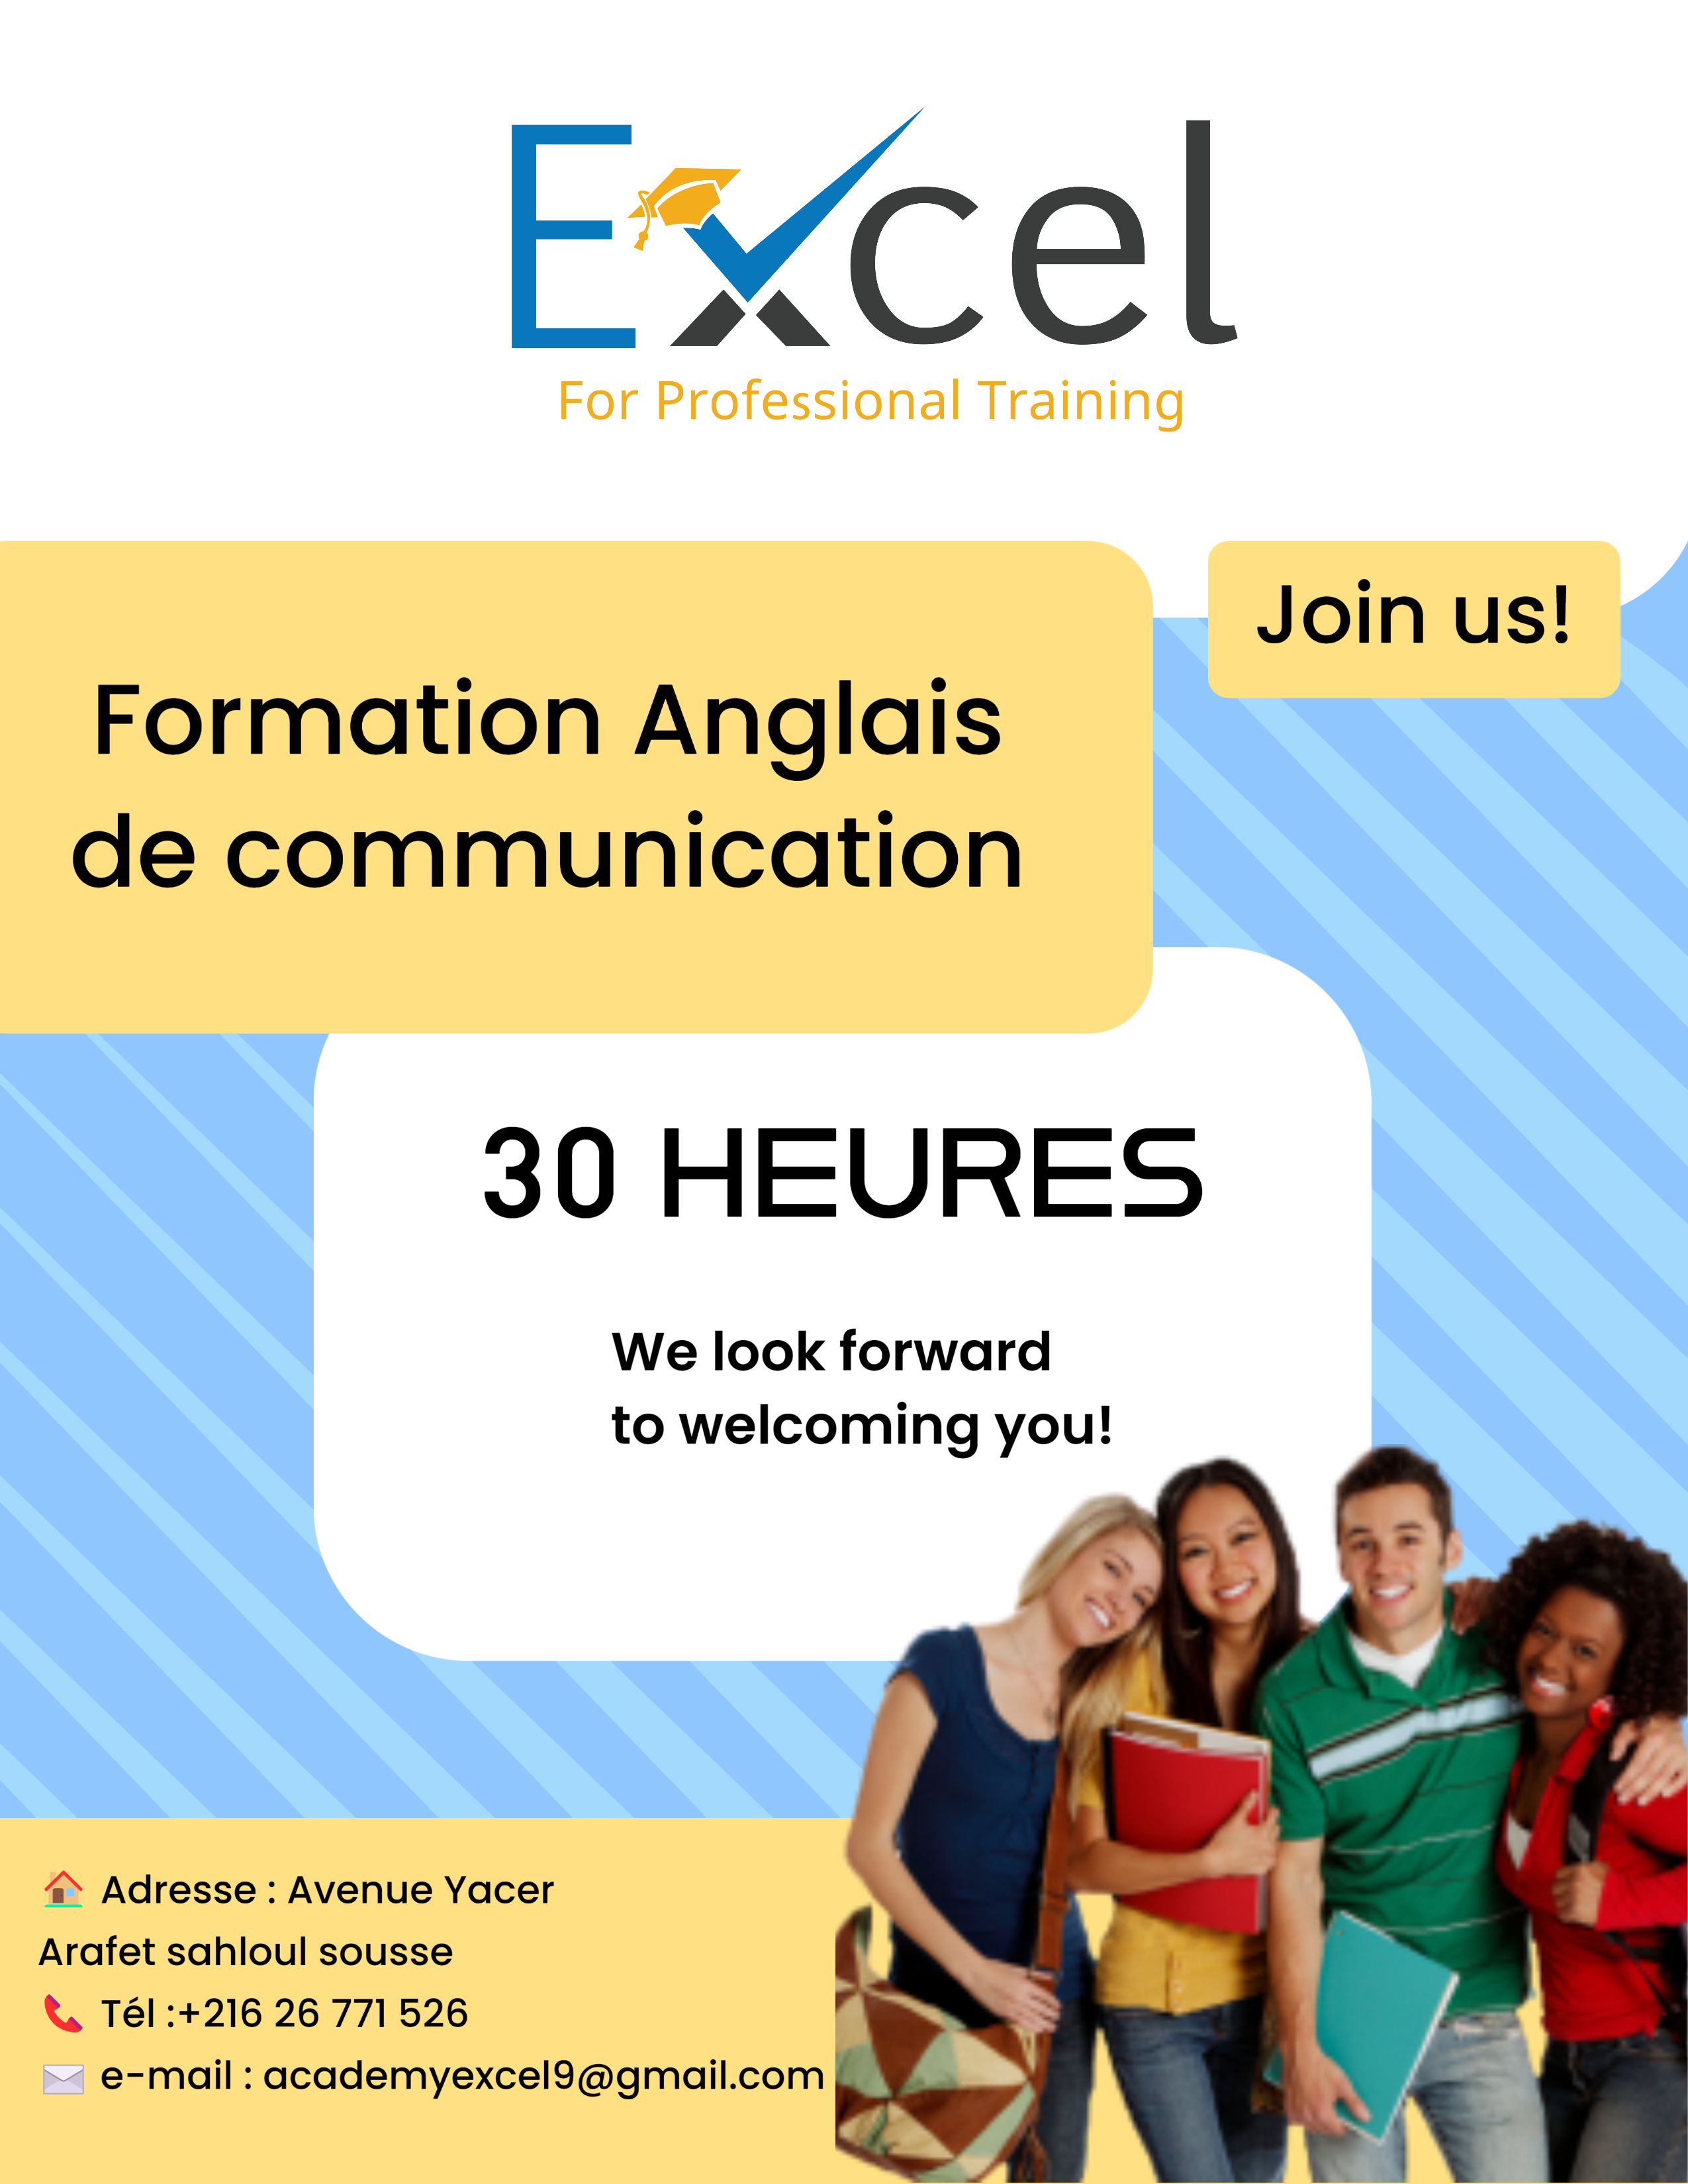 Excel
For Professional Training
Join us!
Formation Anglais
de communication
30 HEURES
We look forward
to welcoming you!
Adresse : Avenue Yacer
Arafet sahloul sousse
Tél :+216 26 771 526
e-mail : academyexcel9@gmail.com